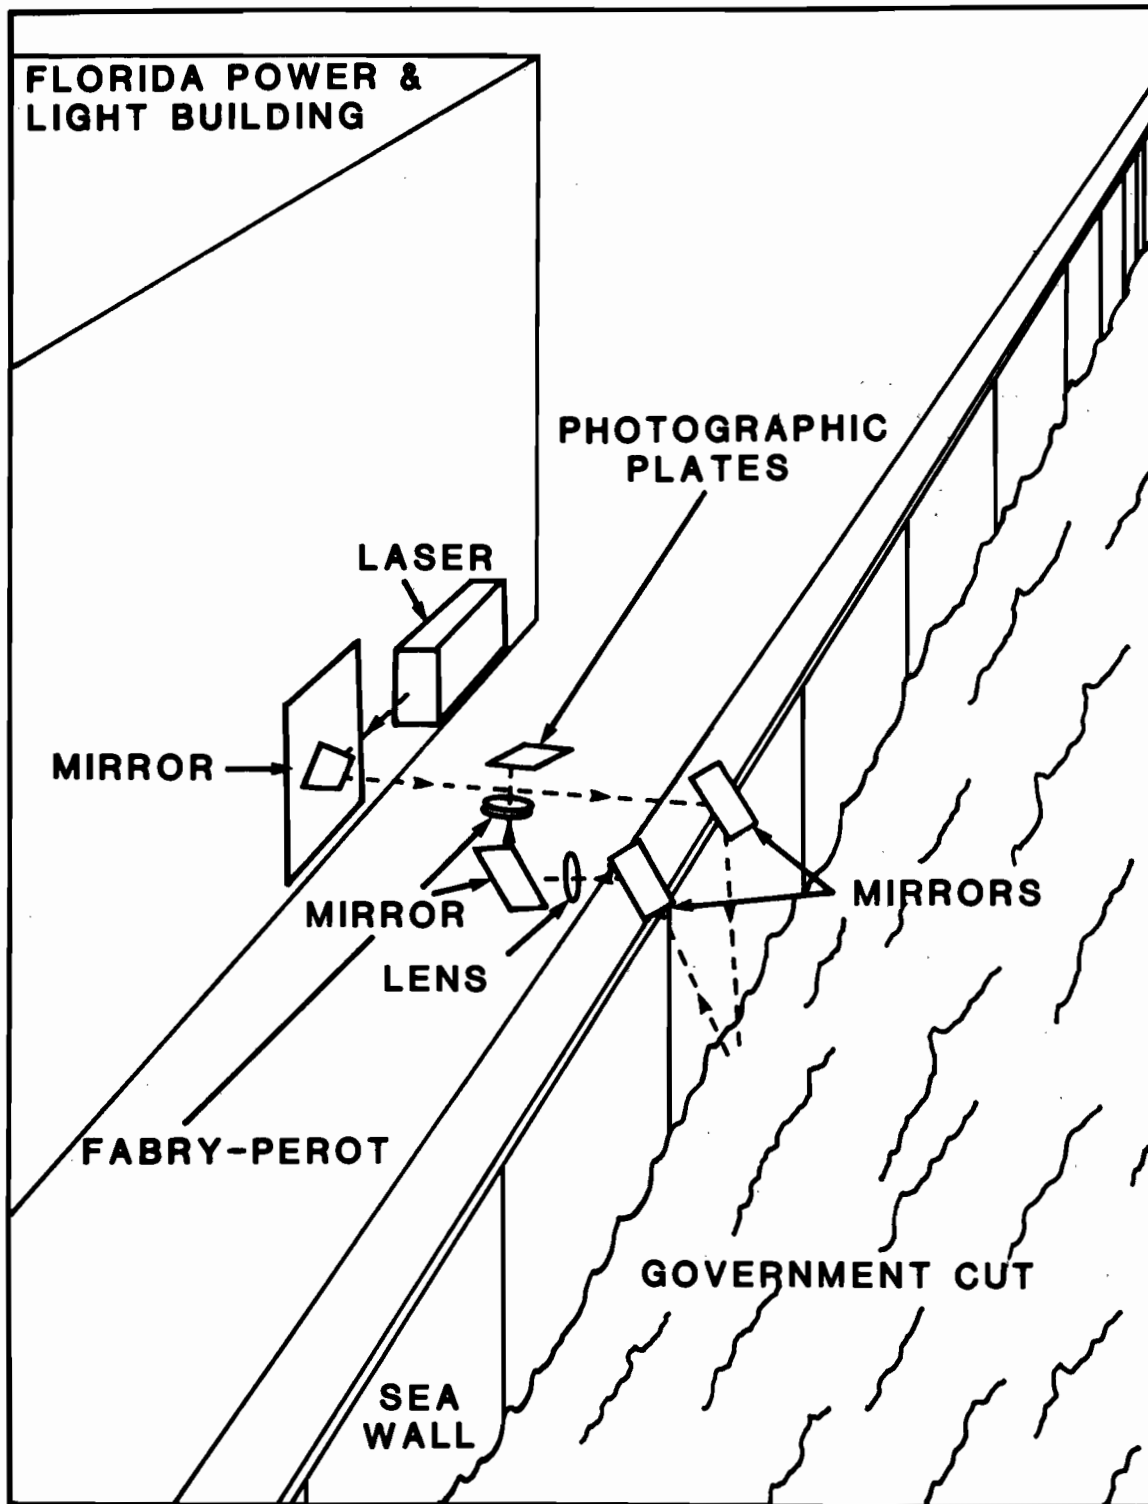 FLORIDA POWER &
LIGHT BUILDING
PHOTOGRAPHIC
PLATES
LASER
MIRROR
MIRROR
MIRRORS
LENS
FABRY-PEROT
GOVERNMENT CUT
SEA
WALL